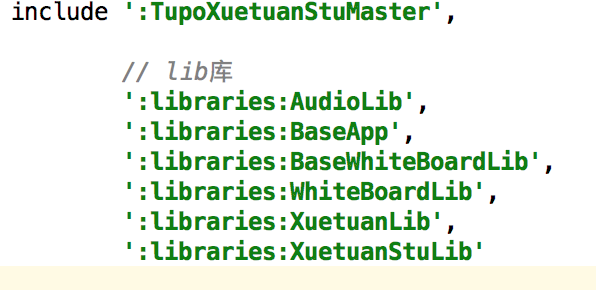 include ':TupoXuetuanStuMaster',
// lib库
':libraries:AudioLib',
':libraries:BaseApp',
':libraries:BaseWhiteBoardLib',
':libraries:WhiteBoardLib',
':libraries:XuetuanLib',
':libraries:XuetuanStuLib'